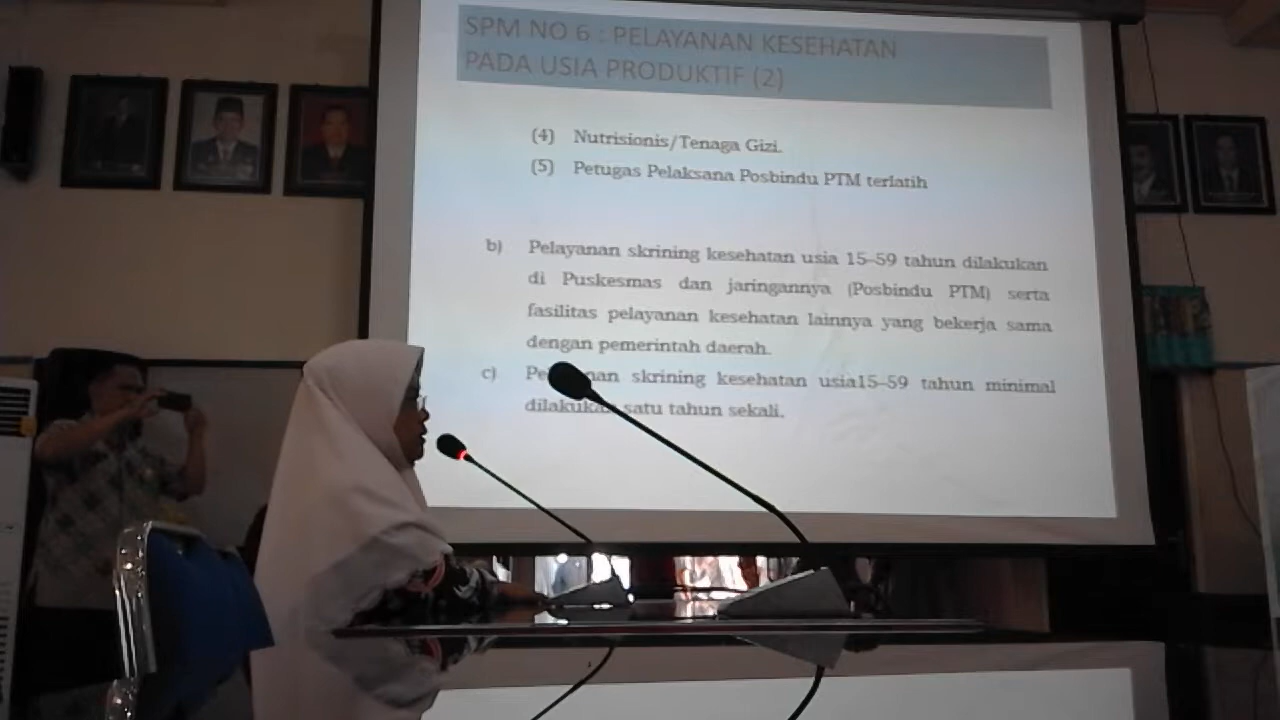 SPM NO 6 : PELAYANAN KESEHATAN
PADA USIA PRODUKTIF (2)
(4) Nutrisionis/Tenaga Gizi.
(5) Petugas Pelaksana Posbindu PTM terlatih
b) Pelayanan skrining kesehatan usia 15–59 tahun dilakukan
di Puskesmas dan jaringannya (Posbindu PTM) serta
fasilitas pelayanan kesehatan lainnya yang bekerja sama
dengan pemerintah daerah.
c) skrining kesehatan usia15–59 tahun minimal
dilakukan satu tahun sekali.